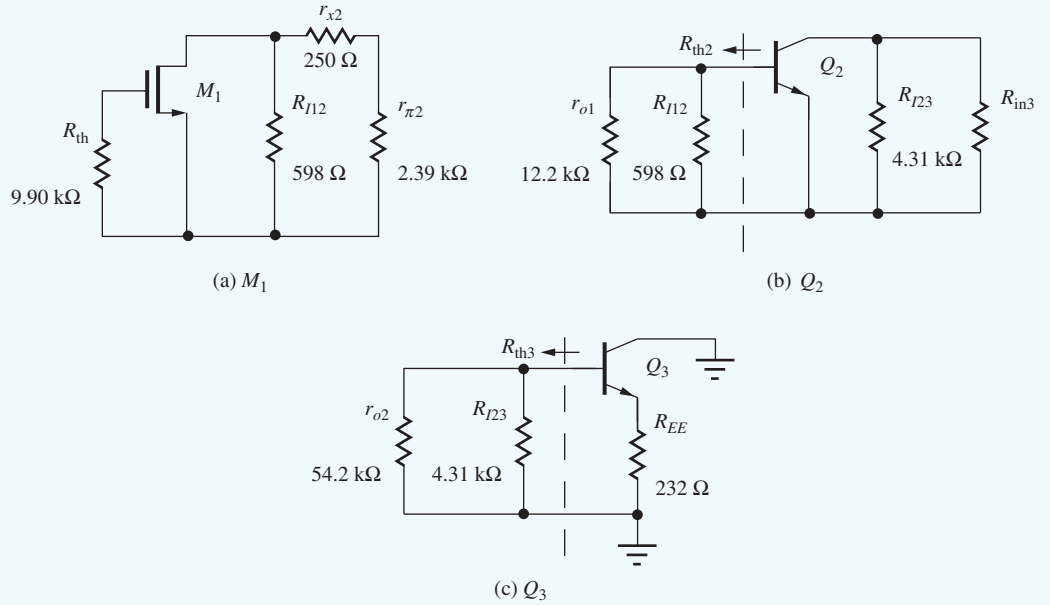 r_x2
250 Ω
M_1
R_I12
598 Ω
r_π2
2.39 kΩ
R_th
9.90 kΩ
(a) M_1
R_th2
Q_2
r_o1
12.2 kΩ
R_I12
598 Ω
R_I23
4.31 kΩ
R_in3
(b) Q_2
R_th3
Q_3
r_o2
54.2 kΩ
R_I23
4.31 kΩ
R_EE
232 Ω
(c) Q_3